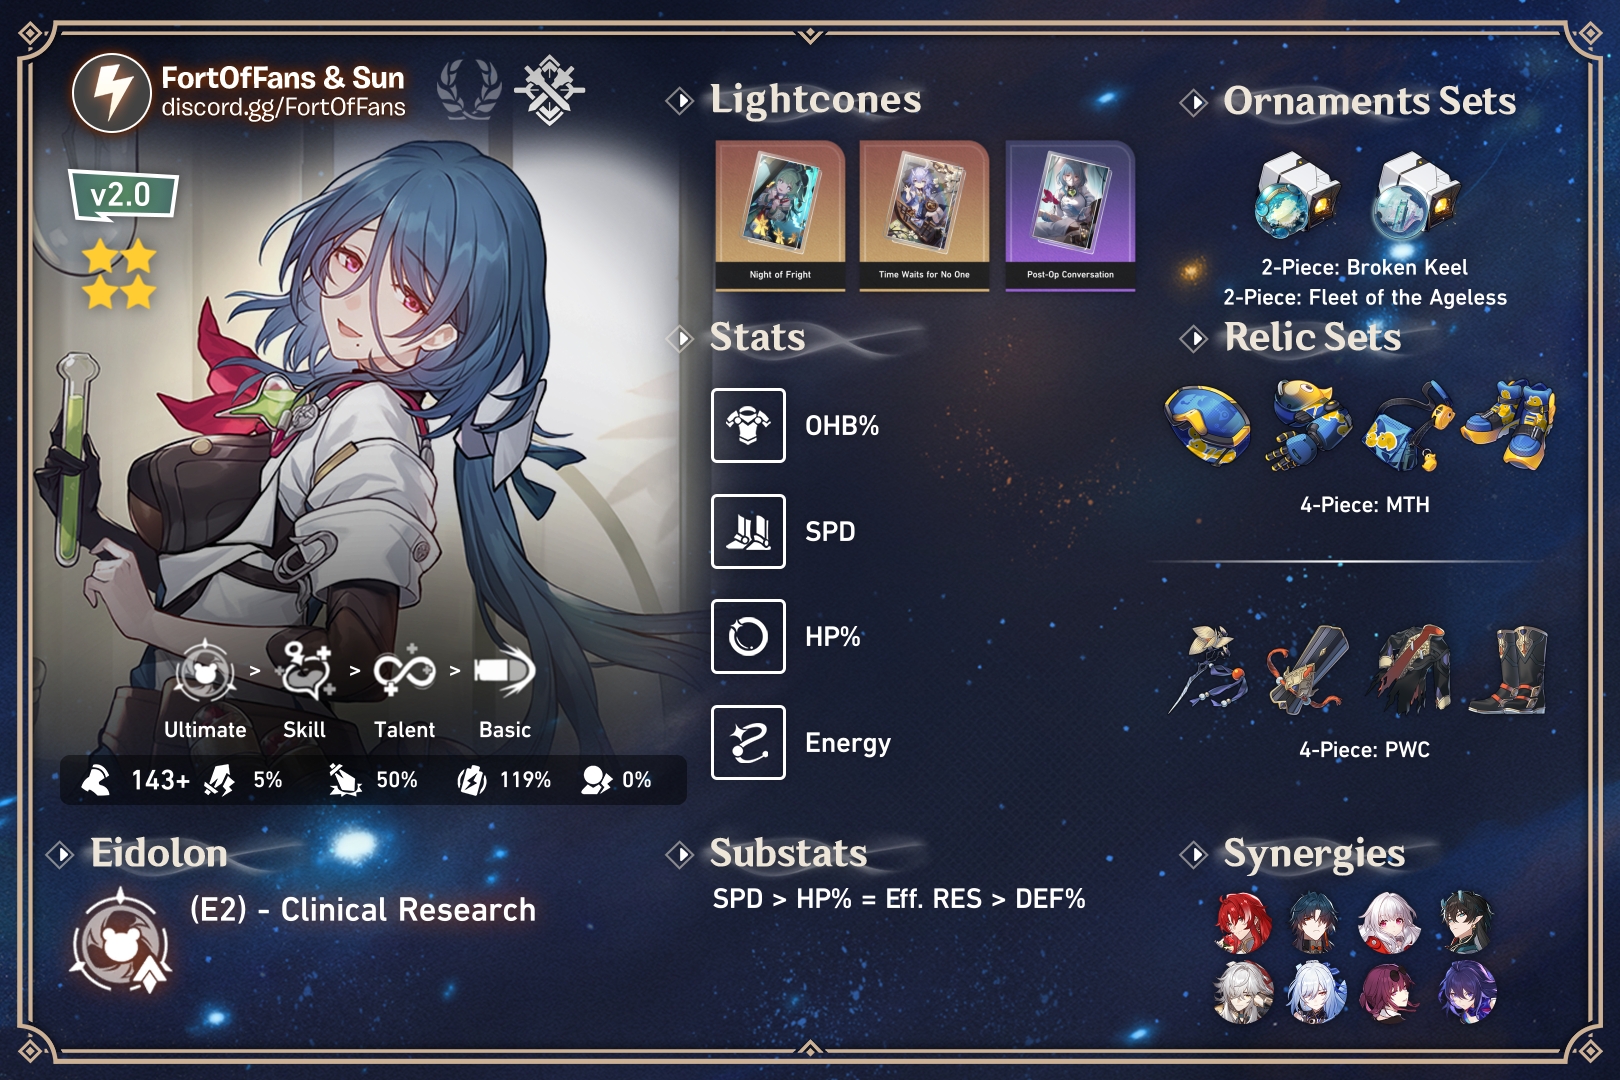 FortOfFans & Sun
discord.gg/FortOfFans
v2.0
Ultimate > Skill > Talent > Basic
143+ 5% 50% 119% 0%
Eidolon
(E2) - Clinical Research
Lightcones
Night of Fright
Time Waits for No One
Post-Op Conversation
Stats
OHB%
SPD
HP%
Energy
Substats
SPD > HP% = Eff. RES > DEF%
Ornaments Sets
2-Piece: Broken Keel
2-Piece: Fleet of the Ageless
Relic Sets
4-Piece: MTH
4-Piece: PWC
Synergies